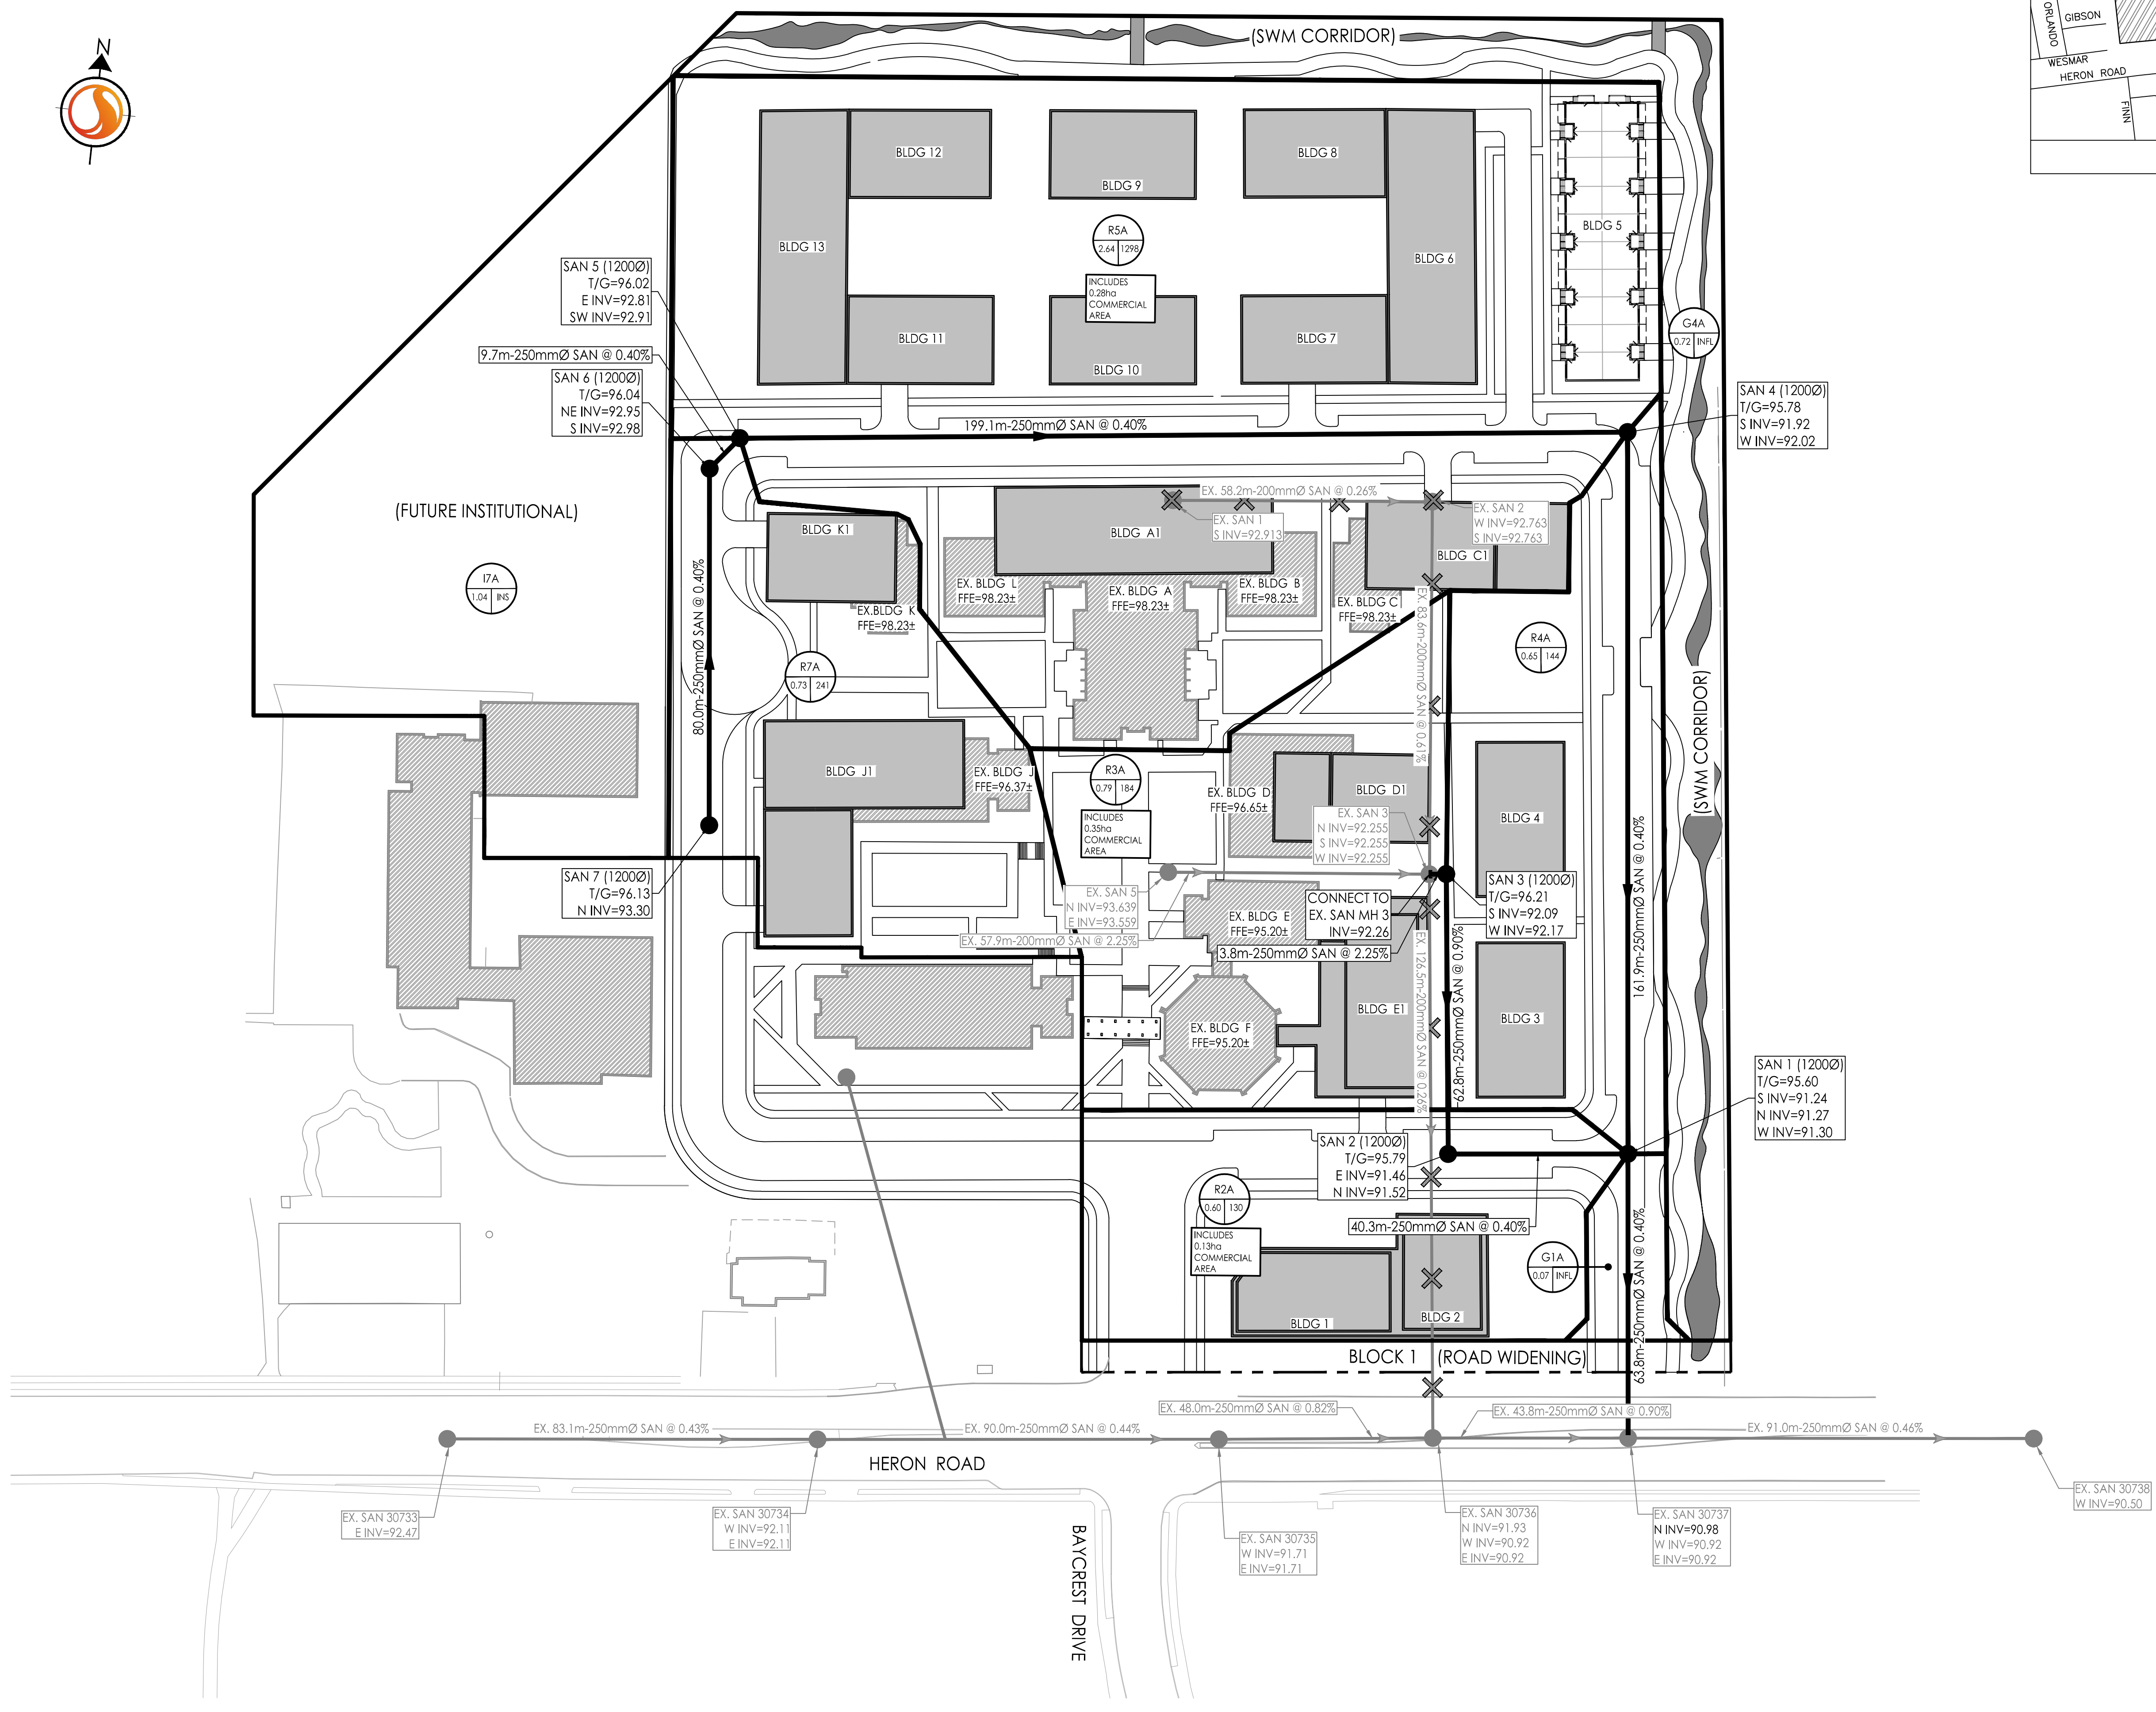 N
(SWM CORRIDOR)
ORLANDO
GIBSON
WESMAR
HERON ROAD
FINN
BLDG 12
BLDG 9
BLDG 8
BLDG 13
BLDG 6
BLDG 5
R5A
2.64 1298
INCLUDES
0.28ha
COMMERCIAL
AREA
BLDG 11
BLDG 10
BLDG 7
G4A
0.72 INFL
SAN 5 (1200Ø)
T/G=96.02
E INV=92.81
SW INV=92.91
9.7m-250mmØ SAN @ 0.40%
SAN 6 (1200Ø)
T/G=96.04
NE INV=92.95
S INV=92.98
SAN 4 (1200Ø)
T/G=95.78
S INV=91.92
W INV=92.02
199.1m-250mmØ SAN @ 0.40%
(FUTURE INSTITUTIONAL)
I7A
1.04 INS
BLDG K1
EX.BLDG K
FFE=98.23±
80.0m-250mmØ SAN @ 0.40%
R7A
0.73 241
EX. 58.2m-200mmØ SAN @ 0.26%
EX. SAN 1
S INV=92.913
EX. SAN 2
W INV=92.763
S INV=92.763
BLDG A1
BLDG C1
EX. BLDG L
FFE=98.23±
EX. BLDG A
FFE=98.23±
EX. BLDG B
FFE=98.23±
EX. BLDG C
FFE=98.23±
EX. 83.6m-200mmØ SAN @ 0.61%
R4A
0.65 144
(SWM CORRIDOR)
BLDG J1
EX. BLDG J
FFE=96.37±
R3A
0.79 184
INCLUDES
0.35ha
COMMERCIAL
AREA
EX. BLDG D
FFE=96.65±
BLDG D1
EX. SAN 3
N INV=92.255
S INV=92.255
W INV=92.255
BLDG 4
SAN 7 (1200Ø)
T/G=96.13
N INV=93.30
EX. SAN 5
N INV=93.639
E INV=93.559
EX. 57.9m-200mmØ SAN @ 2.25%
EX. BLDG E
FFE=95.20±
CONNECT TO
EX. SAN MH 3
INV=92.26
3.8m-250mmØ SAN @ 2.25%
SAN 3 (1200Ø)
T/G=96.21
S INV=92.09
W INV=92.17
161.9m-250mmØ SAN @ 0.40%
62.8m-250mmØ SAN @ 0.90%
EX. 126.5m-200mmØ SAN @ 0.26%
EX. BLDG F
FFE=95.20±
BLDG E1
BLDG 3
SAN 1 (1200Ø)
T/G=95.60
S INV=91.24
N INV=91.27
W INV=91.30
SAN 2 (1200Ø)
T/G=95.79
E INV=91.46
N INV=91.52
R2A
0.60 130
INCLUDES
0.13ha
COMMERCIAL
AREA
40.3m-250mmØ SAN @ 0.40%
G1A
0.07 INFL
63.8m-250mmØ SAN @ 0.40%
BLDG 1
BLDG 2
BLOCK 1 (ROAD WIDENING)
EX. 48.0m-250mmØ SAN @ 0.82%
EX. 43.8m-250mmØ SAN @ 0.90%
EX. 83.1m-250mmØ SAN @ 0.43%
EX. 90.0m-250mmØ SAN @ 0.44%
EX. 91.0m-250mmØ SAN @ 0.46%
HERON ROAD
EX. SAN 30733
E INV=92.47
EX. SAN 30734
W INV=92.11
E INV=92.11
EX. SAN 30735
W INV=91.71
E INV=91.71
EX. SAN 30736
N INV=91.93
W INV=90.92
E INV=90.92
EX. SAN 30737
N INV=90.98
W INV=90.92
E INV=90.92
EX. SAN 30738
W INV=90.50
BAYCREST DRIVE